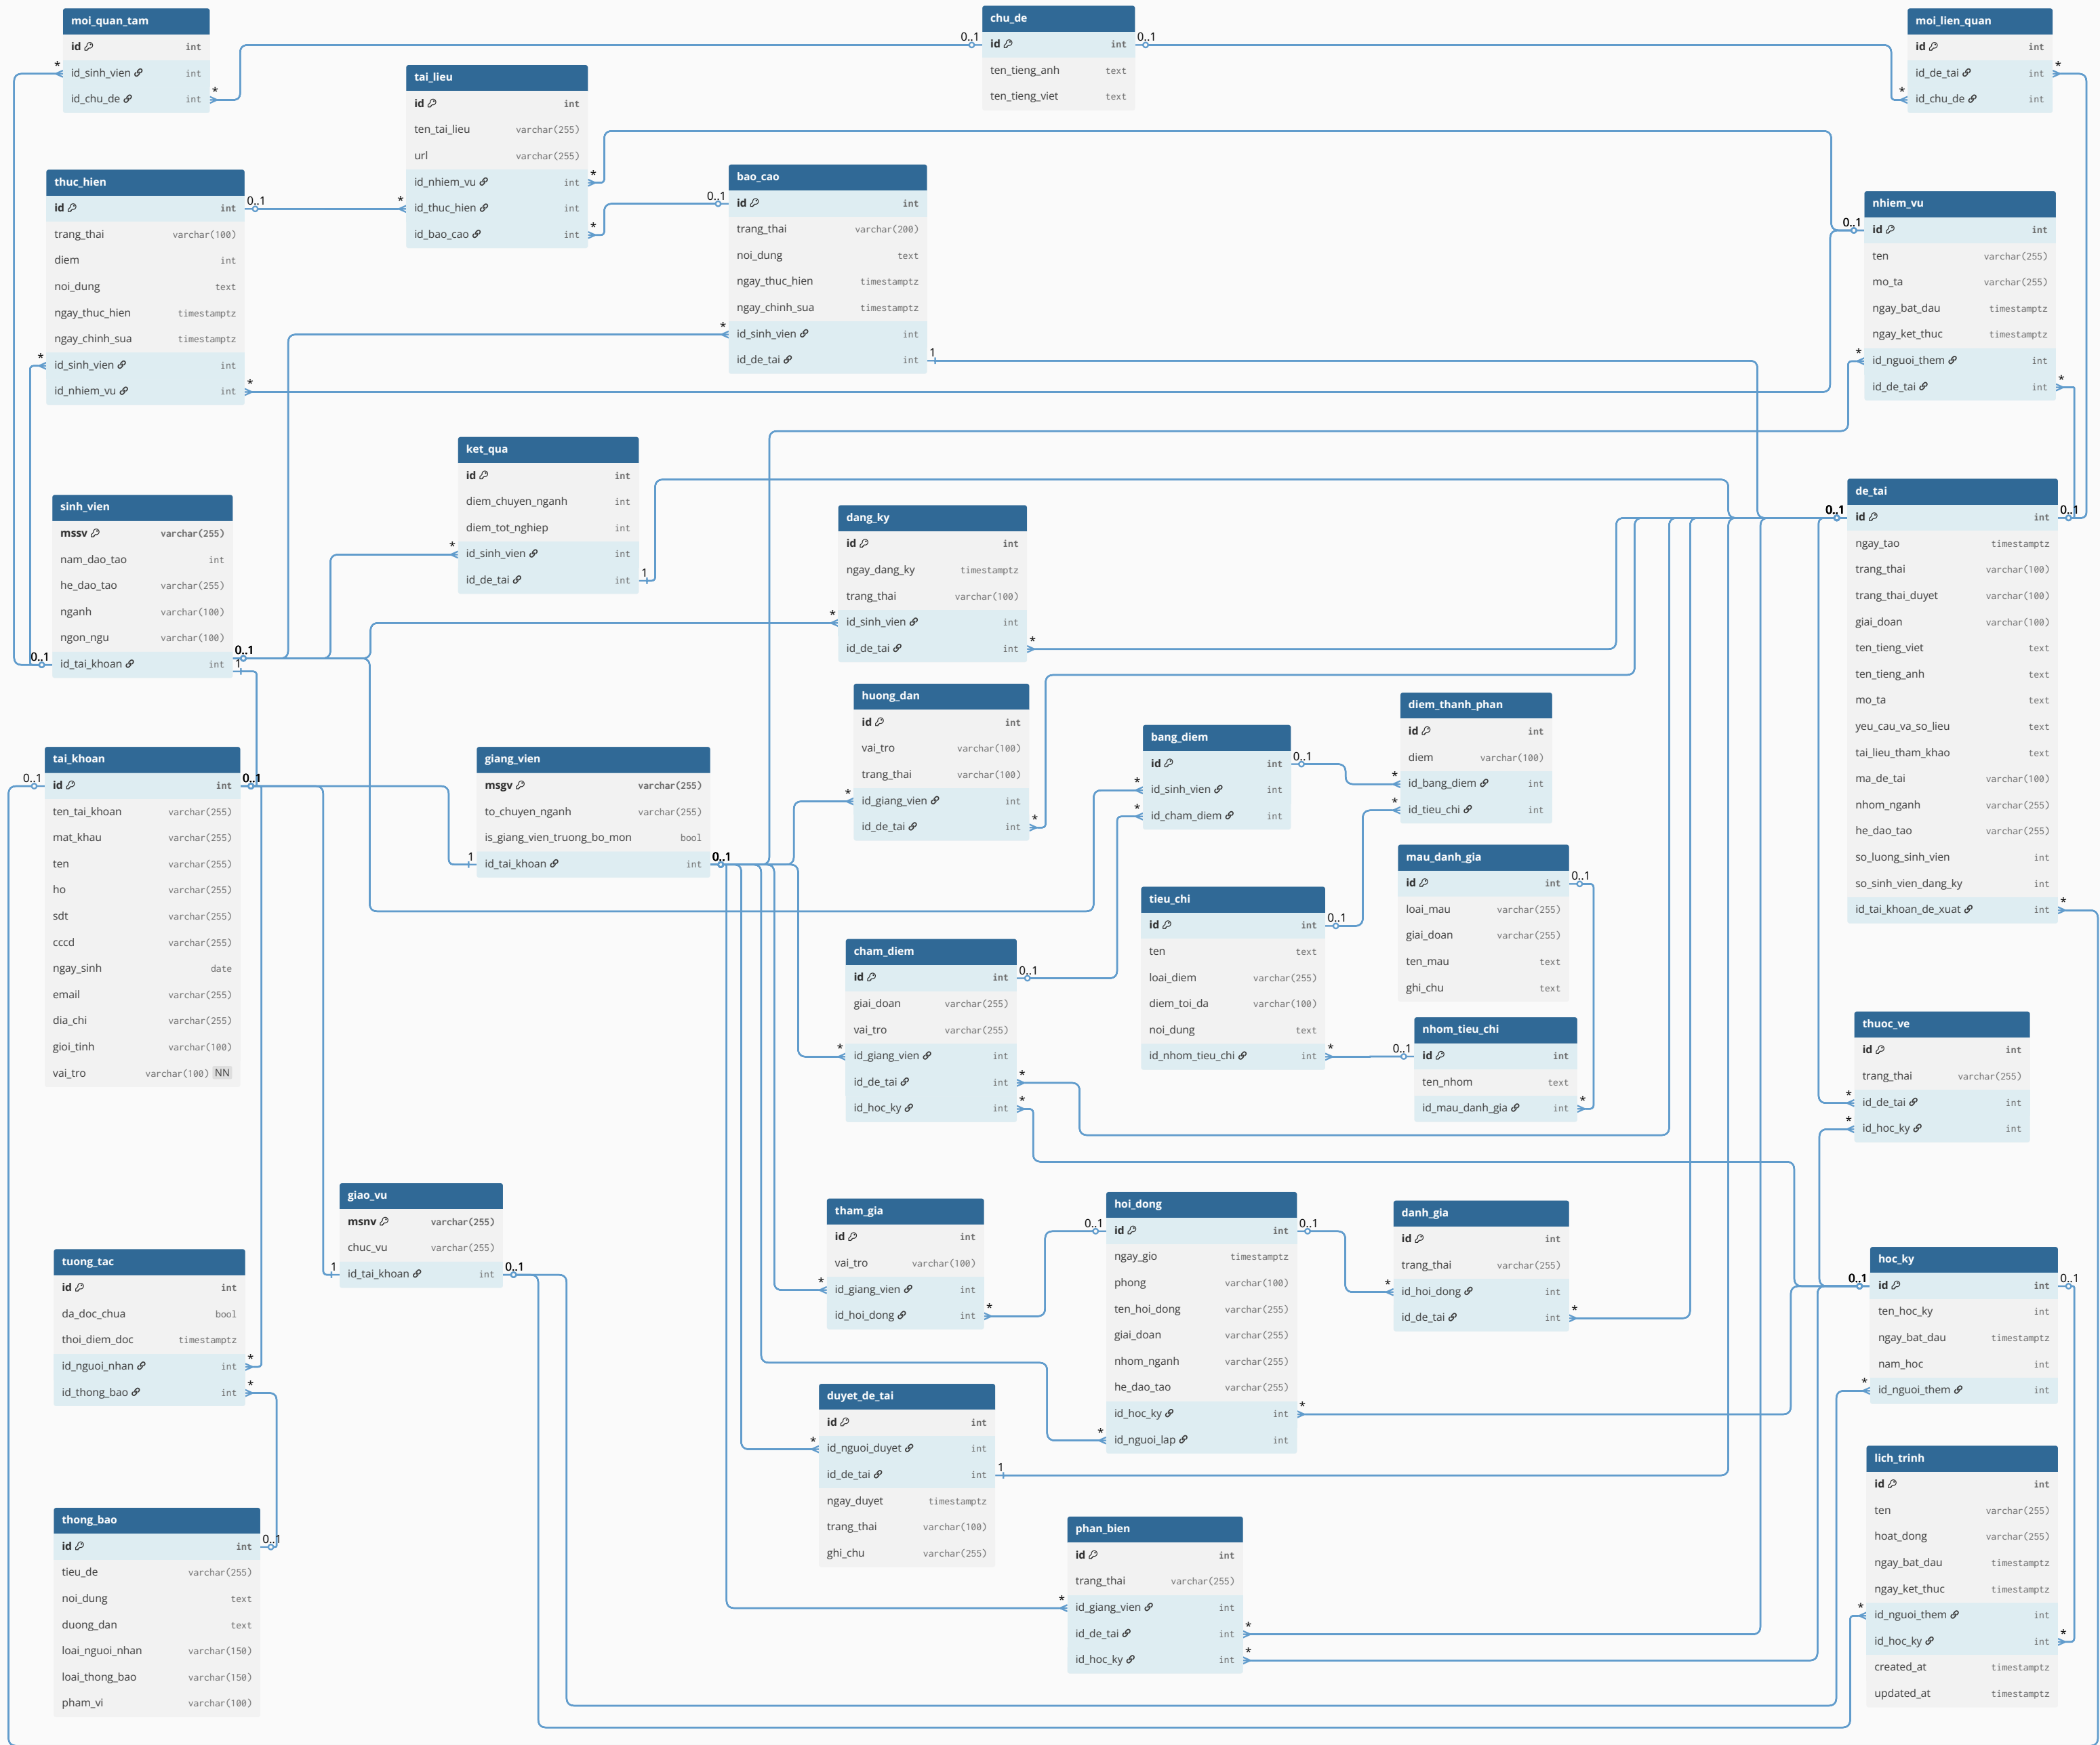 moi_quan_tam
id int
id_sinh_vien int
id_chu_de int
chu_de
id int
ten_tieng_anh text
ten_tieng_viet text
moi_lien_quan
id int
id_de_tai int
id_chu_de int
tai_lieu
id int
ten_tai_lieu varchar(255)
url varchar(255)
id_nhiem_vu int
id_thuc_hien int
id_bao_cao int
thuc_hien
id int
trang_thai varchar(100)
diem int
noi_dung text
ngay_thuc_hien timestamptz
ngay_chinh_sua timestamptz
id_sinh_vien int
id_nhiem_vu int
bao_cao
id int
trang_thai varchar(200)
noi_dung text
ngay_thuc_hien timestamptz
ngay_chinh_sua timestamptz
id_sinh_vien int
id_de_tai int
nhiem_vu
id int
ten varchar(255)
mo_ta varchar(255)
ngay_bat_dau timestamptz
ngay_ket_thuc timestamptz
id_nguoi_them int
id_de_tai int
ket_qua
id int
diem_chuyen_nganh int
diem_tot_nghiep int
id_sinh_vien int
id_de_tai int
sinh_vien
mssv varchar(255)
nam_dao_tao int
he_dao_tao varchar(255)
nganh varchar(100)
ngon_ngu varchar(100)
id_tai_khoan int
dang_ky
id int
ngay_dang_ky timestamptz
trang_thai varchar(100)
id_sinh_vien int
id_de_tai int
de_tai
id int
ngay_tao timestamptz
trang_thai varchar(100)
trang_thai_duyet varchar(100)
giai_doan varchar(100)
ten_tieng_viet text
ten_tieng_anh text
mo_ta text
yeu_cau_va_so_lieu text
tai_lieu_tham_khao text
ma_de_tai varchar(100)
nhom_nganh varchar(255)
he_dao_tao varchar(255)
so_luong_sinh_vien int
so_sinh_vien_dang_ky int
id_tai_khoan_de_xuat int
huong_dan
id int
vai_tro varchar(100)
trang_thai varchar(100)
id_giang_vien int
id_de_tai int
bang_diem
id int
id_sinh_vien int
id_cham_diem int
diem_thanh_phan
id int
diem varchar(100)
id_bang_diem int
id_tieu_chi int
tai_khoan
id int
ten_tai_khoan varchar(255)
mat_khau varchar(255)
ten varchar(255)
ho varchar(255)
sdt varchar(255)
cccd varchar(255)
ngay_sinh date
email varchar(255)
dia_chi varchar(255)
gioi_tinh varchar(100)
vai_tro varchar(100) NN
giang_vien
msgv varchar(255)
to_chuyen_nganh varchar(255)
is_giang_vien_truong_bo_mon bool
id_tai_khoan int
mau_danh_gia
id int
loai_mau varchar(255)
giai_doan varchar(255)
ten_mau text
ghi_chu text
tieu_chi
id int
ten text
loai_diem varchar(255)
diem_toi_da varchar(100)
noi_dung text
id_nhom_tieu_chi int
cham_diem
id int
giai_doan varchar(255)
vai_tro varchar(255)
id_giang_vien int
id_de_tai int
id_hoc_ky int
nhom_tieu_chi
id int
ten_nhom text
id_mau_danh_gia int
thuoc_ve
id int
trang_thai varchar(255)
id_de_tai int
id_hoc_ky int
giao_vu
msnv varchar(255)
chuc_vu varchar(255)
id_tai_khoan int
tham_gia
id int
vai_tro varchar(100)
id_giang_vien int
id_hoi_dong int
hoi_dong
id int
ngay_gio timestamptz
phong varchar(100)
ten_hoi_dong varchar(255)
giai_doan varchar(255)
nhom_nganh varchar(255)
he_dao_tao varchar(255)
id_hoc_ky int
id_nguoi_lap int
danh_gia
id int
trang_thai varchar(255)
id_hoi_dong int
id_de_tai int
hoc_ky
id int
ten_hoc_ky int
ngay_bat_dau timestamptz
nam_hoc int
id_nguoi_them int
tuong_tac
id int
da_doc_chua bool
thoi_diem_doc timestamptz
id_nguoi_nhan int
id_thong_bao int
duyet_de_tai
id int
id_nguoi_duyet int
id_de_tai int
ngay_duyet timestamptz
trang_thai varchar(100)
ghi_chu varchar(255)
lich_trinh
id int
ten varchar(255)
hoat_dong varchar(255)
ngay_bat_dau timestamptz
ngay_ket_thuc timestamptz
id_nguoi_them int
id_hoc_ky int
created_at timestamptz
updated_at timestamptz
thong_bao
id int
tieu_de varchar(255)
noi_dung text
duong_dan text
loai_nguoi_nhan varchar(150)
loai_thong_bao varchar(150)
pham_vi varchar(100)
phan_bien
id int
trang_thai varchar(255)
id_giang_vien int
id_de_tai int
id_hoc_ky int